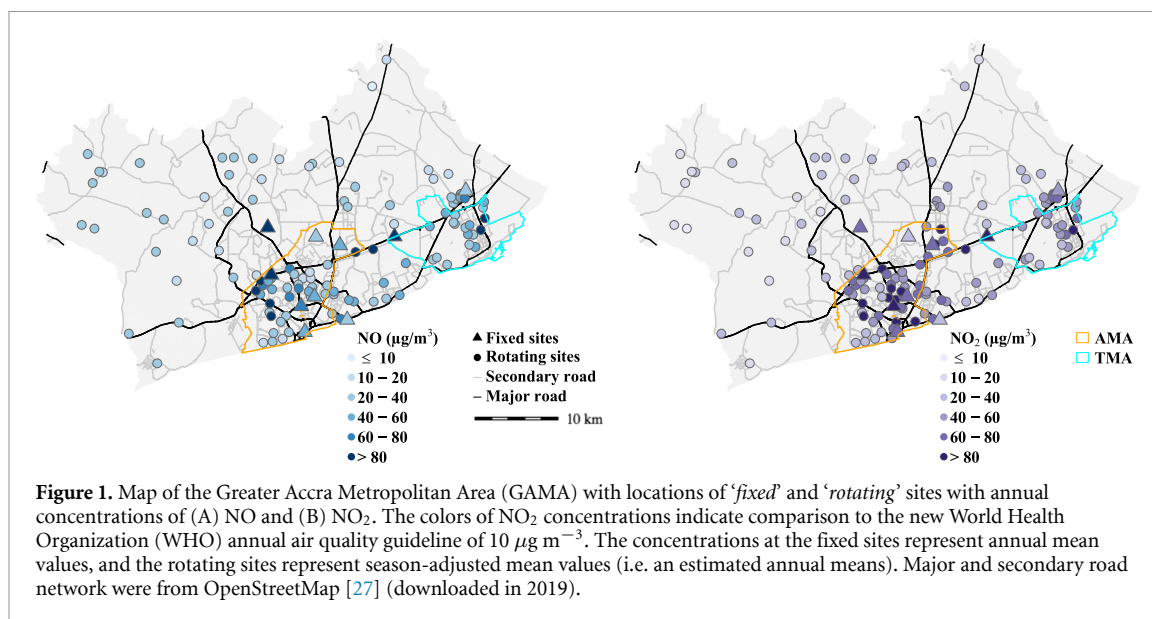 NO (μg/m³)
≤ 10
10 – 20
20 – 40
40 – 60
60 – 80
> 80
Fixed sites
Rotating sites
Secondary road
Major road
10 km
NO₂ (μg/m³)
≤ 10
10 – 20
20 – 40
40 – 60
60 – 80
> 80
AMA
TMA
Figure 1. Map of the Greater Accra Metropolitan Area (GAMA) with locations of ‘fixed’ and ‘rotating’ sites with annual
concentrations of (A) NO and (B) NO₂. The colors of NO₂ concentrations indicate comparison to the new World Health
Organization (WHO) annual air quality guideline of 10 μg m⁻³. The concentrations at the fixed sites represent annual mean
values, and the rotating sites represent season-adjusted mean values (i.e. an estimated annual means). Major and secondary road
network were from OpenStreetMap [27] (downloaded in 2019).